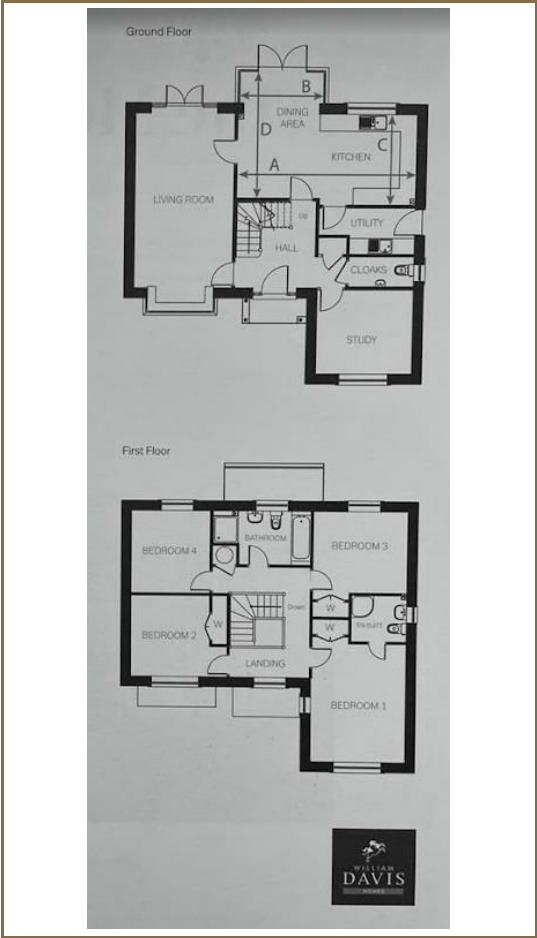 Ground Floor
B
DINING
AREA
D
C
KITCHEN
A
LIVING ROOM
Up
UTILITY
HALL
CLOAKS
STUDY
First Floor
BATHROOM
BEDROOM 4
BEDROOM 3
Down
W
W
W
EN-SUITE
BEDROOM 2
LANDING
BEDROOM 1
WILLIAM
DAVIS
HOMES